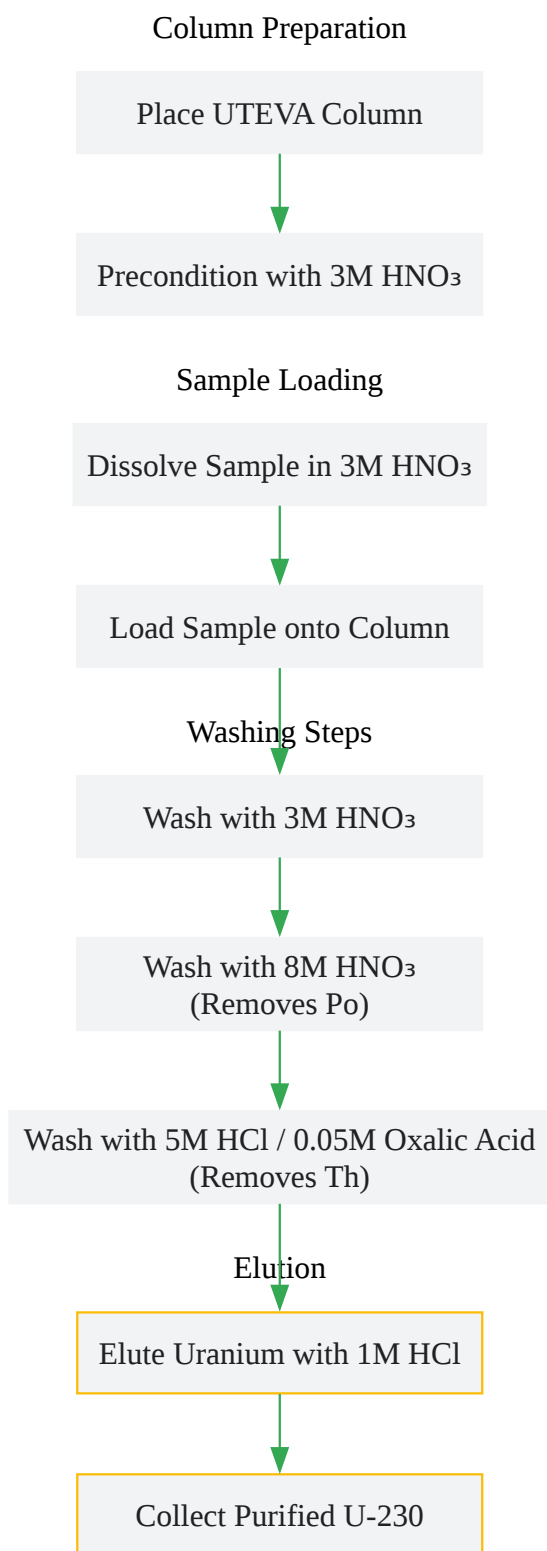 Column Preparation
Place UTEVA Column
Precondition with 3M HNO₃
Sample Loading
Dissolve Sample in 3M HNO₃
Load Sample onto Column
Washing Steps
Wash with 3M HNO₃
Wash with 8M HNO₃
(Removes Po)
Wash with 5M HCl / 0.05M Oxalic Acid
(Removes Th)
Elution
Elute Uranium with 1M HCl
Collect Purified U-230